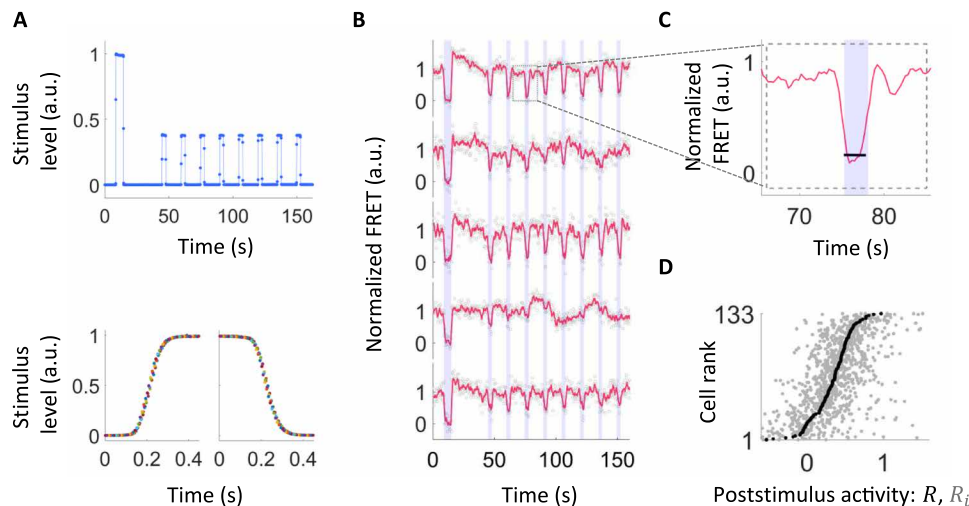 A
Stimulus
level (a.u.)
1
0.5
0
0 50 100 150
Time (s)
Stimulus
level (a.u.)
1
0.5
0
0 0.2 0.4 0 0.2 0.4
Time (s)
B
Normalized FRET (a.u.)
1
0
1
0
1
0
1
0
1
0
0 50 100 150
Time (s)
C
Normalized
FRET (a.u.)
1
0
70 80
Time (s)
D
Cell rank
133
1
0 1
Poststimulus activity: R, Rᵢ